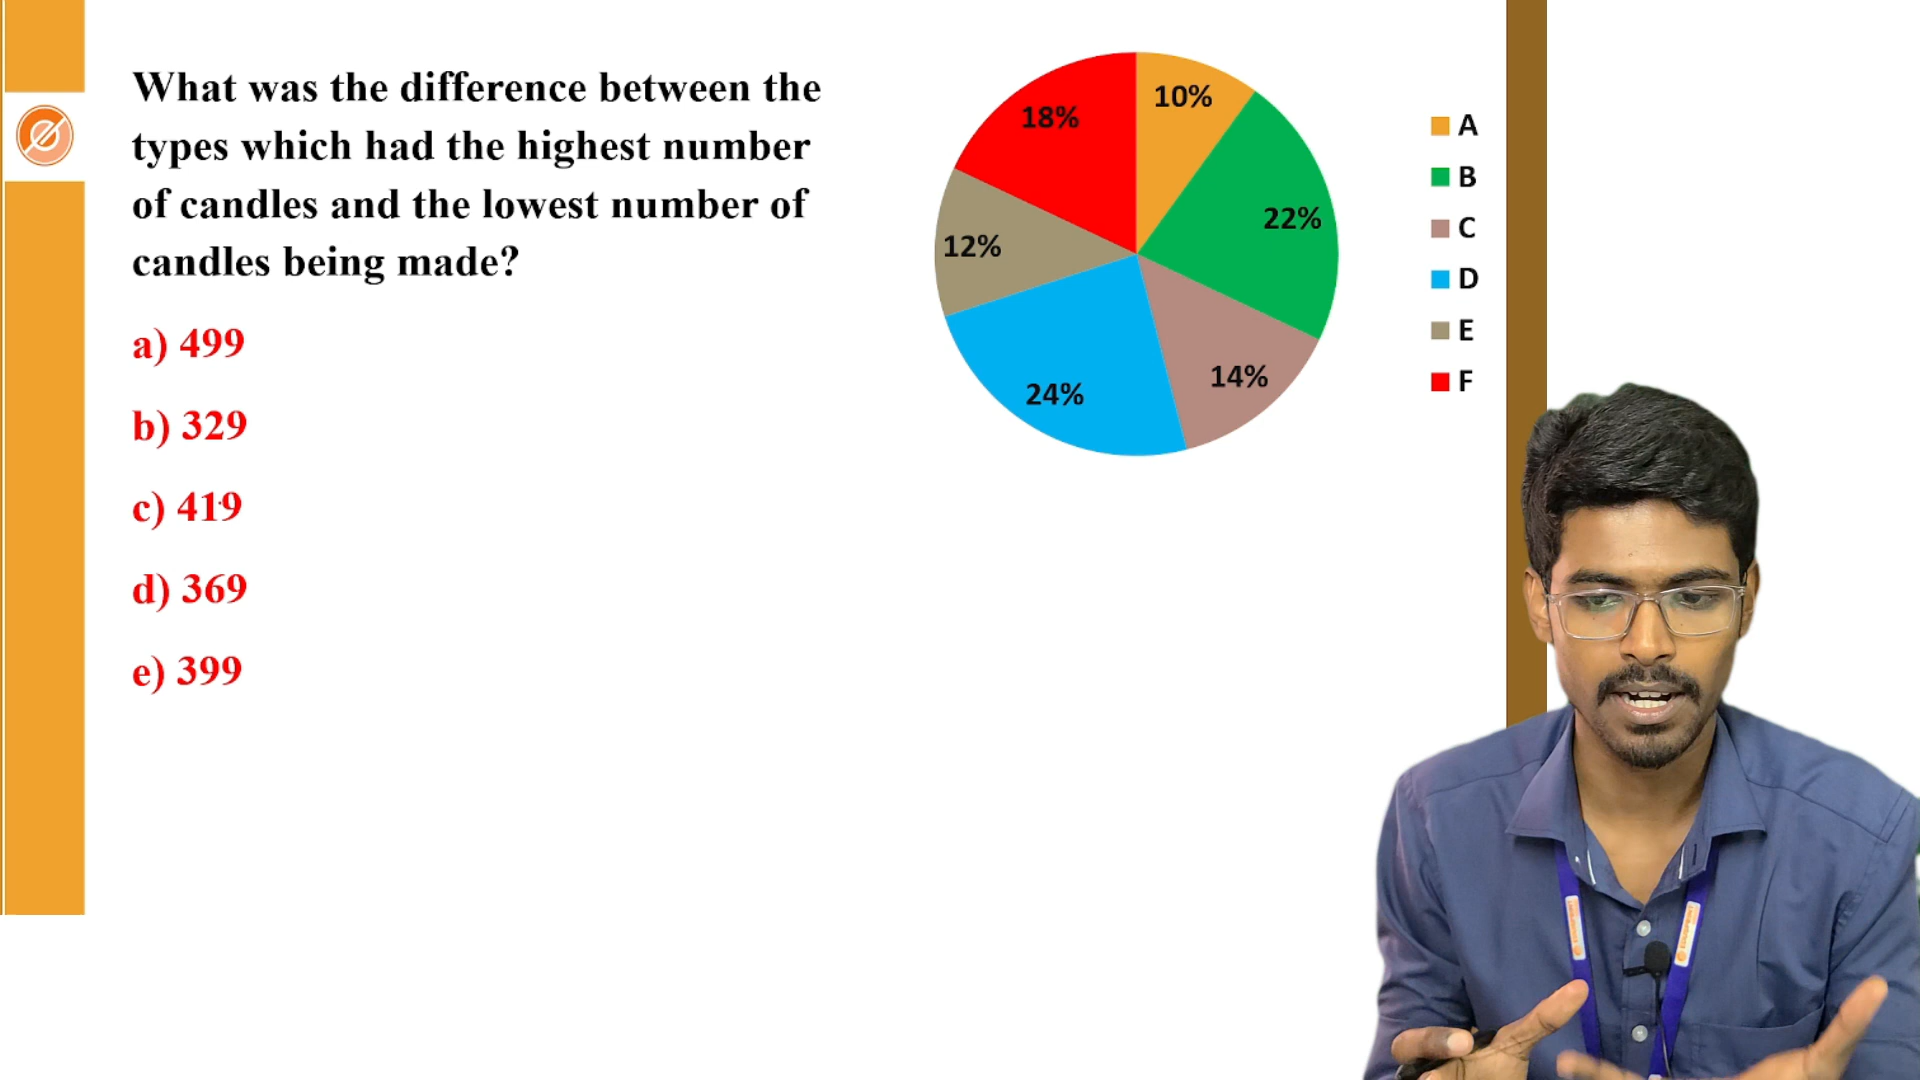 What was the difference between the
types which had the highest number
of candles and the lowest number of
candles being made?
a) 499
b) 329
c) 419
d) 369
e) 399
10%
22%
14%
24%
12%
18%
A
B
C
D
E
F